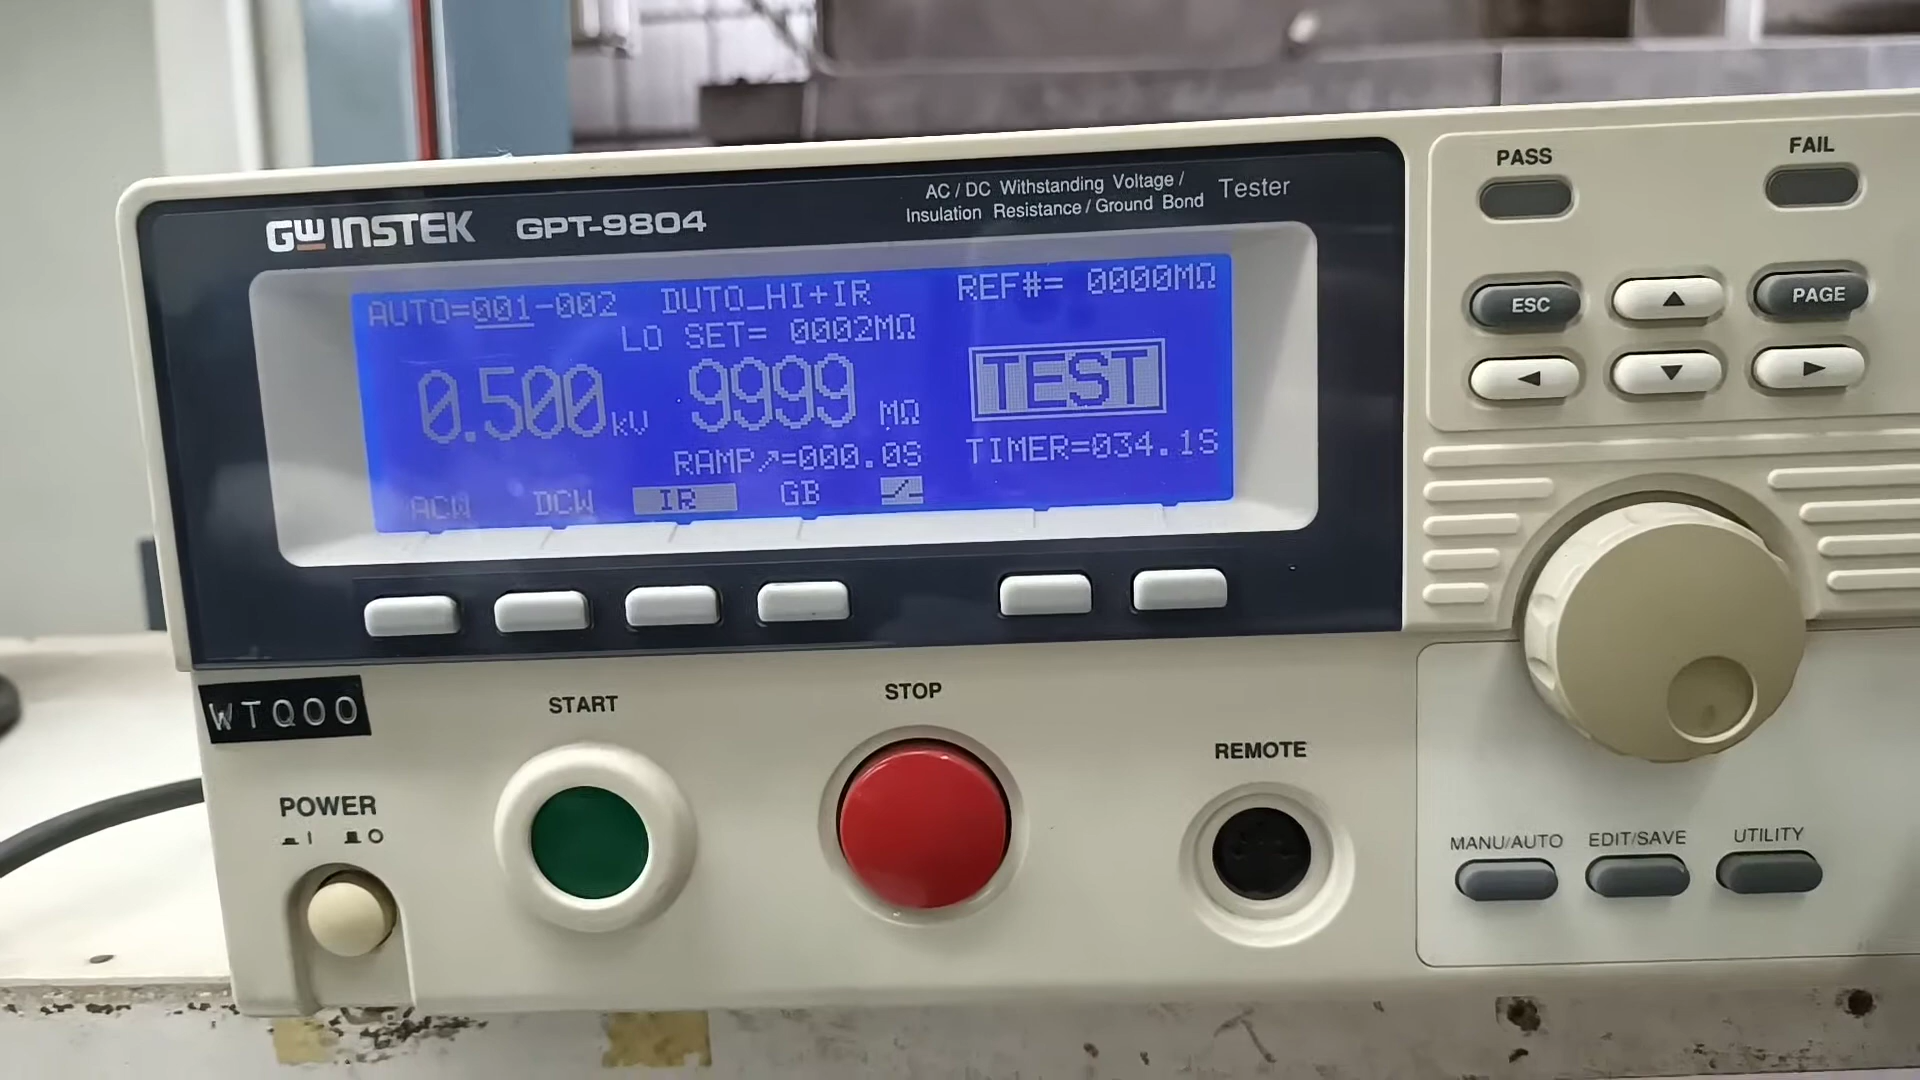 GWINSTEK GPT-9804
AC / DC Withstanding Voltage /
Insulation Resistance / Ground Bond Tester
AUTO=001-002 DUTO_HI+IR REF#= 0000MΩ
LO SET= 0002MΩ
0.500kV 9999 MΩ TEST
RAMP↗=000.0S TIMER=034.1S
ACW DCW IR GB
PASS FAIL
ESC ▲ PAGE
◀ ▼ ▶
WTQ00
START
STOP
REMOTE
POWER
I O
MANU/AUTO EDIT/SAVE UTILITY